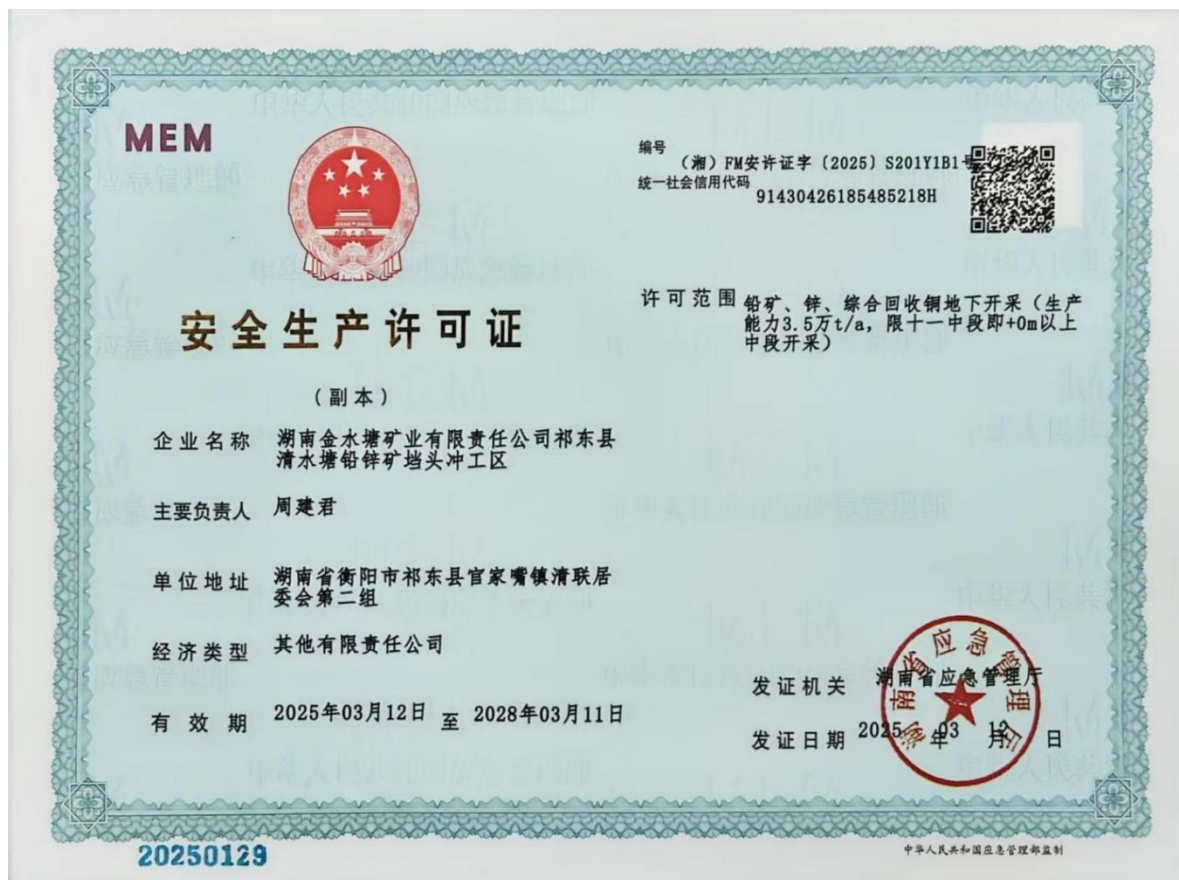 MEM
编号
（湘）FM安许证字〔2025〕S201Y1B1号
统一社会信用代码
91430426185485218H
许可范围 铅矿、锌、综合回收铜地下开采（生产
能力3.5万t/a，限十一中段即+0m以上
中段开采）
安全生产许可证
（副本）
企业名称 湖南金水塘矿业有限责任公司祁东县
清水塘铅锌矿垱头冲工区
主要负责人 周建君
单位地址 湖南省衡阳市祁东县官家嘴镇清联居
委会第二组
经济类型 其他有限责任公司
有效期 2025年03月12日 至 2028年03月11日
发证机关 湖南省应急管理厅
发证日期 2025 年 03 月 12 日
湖南省应急管理厅
20250129
中华人民共和国应急管理部监制